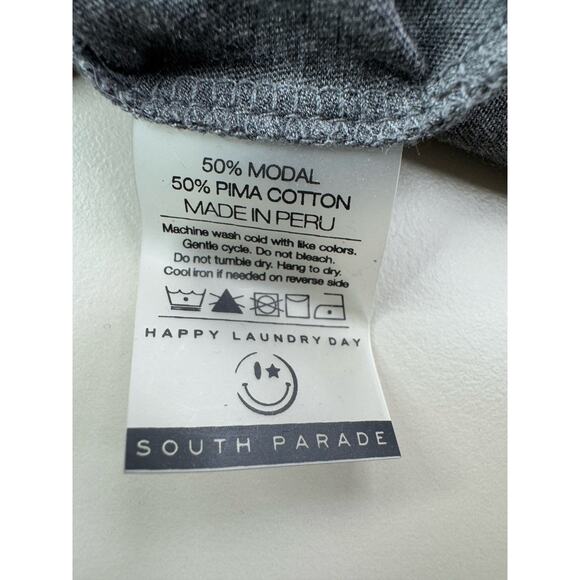 50% MODAL
50% PIMA COTTON
MADE IN PERU
Machine wash cold with like colors.
Gentle cycle. Do not bleach.
Do not tumble dry. Hang to dry.
Cool iron if needed on reverse side
HAPPY LAUNDRY DAY
SOUTH PARADE